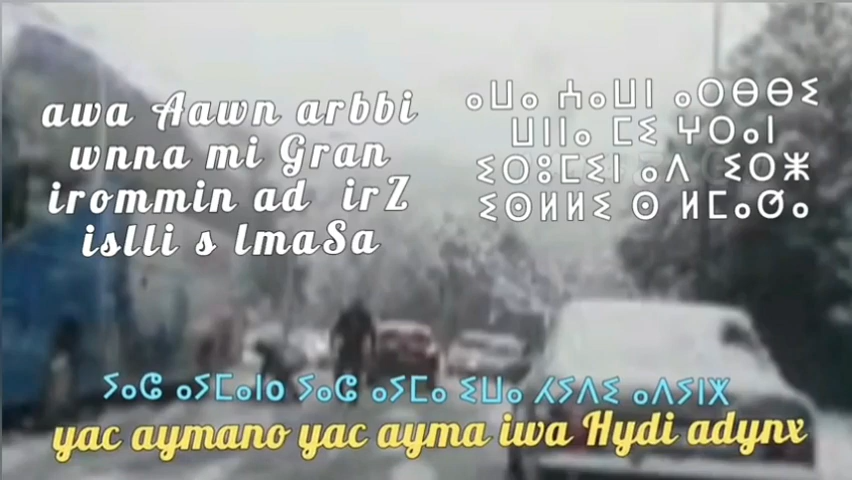 awa Aawn arbbi
wnna mi Gran
irommin ad irZ
islli s lmaSa
ⴰⵡⴰ ⵄⴰⵡⵏ ⴰⵔⴱⴱⵉ
ⵡⵏⵏⴰ ⵎⵉ ⵖⵔⴰⵏ
ⵉⵔⵓⵎⵉⵏ ⴰⴷ ⵉⵔⵥ
ⵉⵙⵍⵍⵉ ⵙ ⵍⵎⴰⵚⴰ
ⵢⴰⵛ ⴰⵢⵎⴰⵏⵓ ⵢⴰⵛ ⴰⵢⵎⴰ ⵉⵡⴰ ⵃⵢⴷⵉ ⴰⴷⵢⵏⵅ
yac aymano yac ayma iwa Hydi adynx